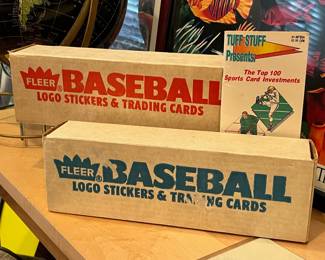 FLEER® BASEBALL
LOGO STICKERS & TRADING CARDS
TUFF STUFF
Presents:
The Top 100
Sports Card Investments
FLEER® BASEBALL
LOGO STICKERS & TRADING CARDS